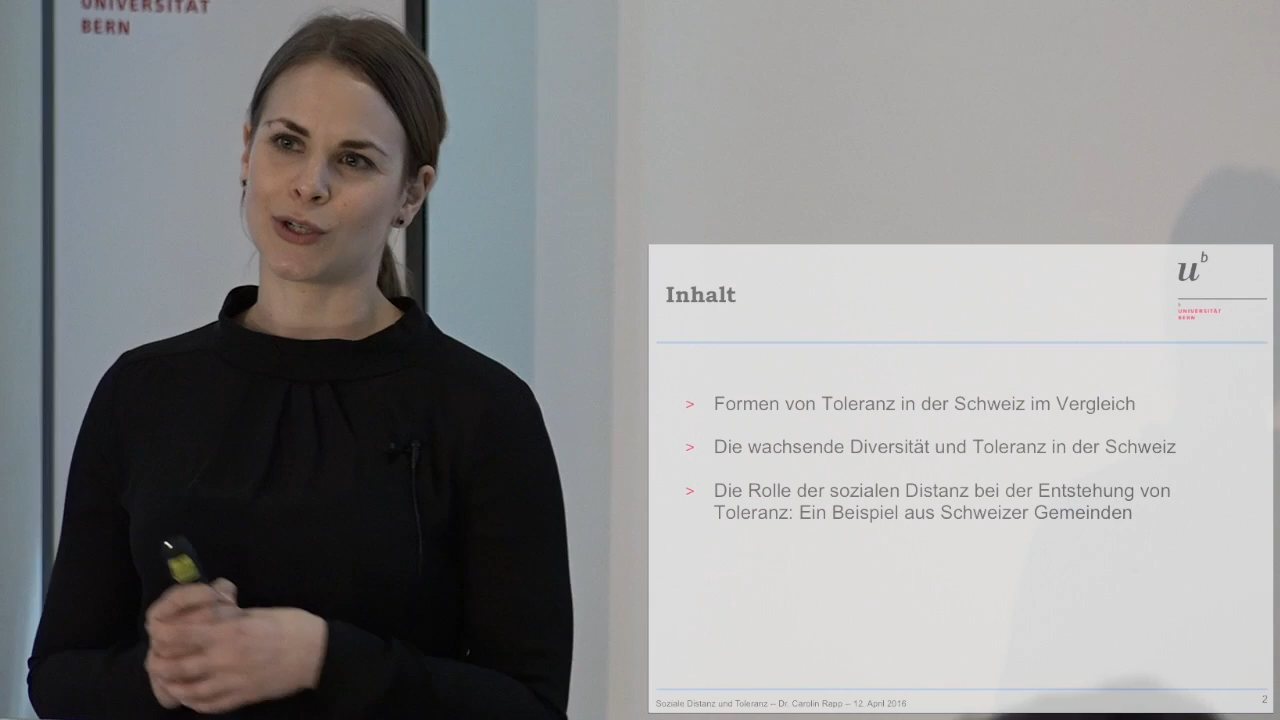 UNIVERSITÄT
BERN
u
b
Inhalt
b
UNIVERSITÄT
BERN
> Formen von Toleranz in der Schweiz im Vergleich
> Die wachsende Diversität und Toleranz in der Schweiz
> Die Rolle der sozialen Distanz bei der Entstehung von
Toleranz: Ein Beispiel aus Schweizer Gemeinden
Soziale Distanz und Toleranz – Dr. Carolin Rapp – 12. April 2016
2